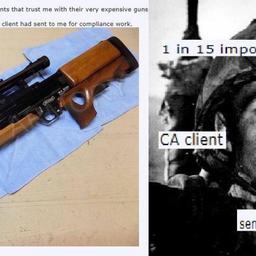 nts that trust me with their very expensive guns
client had sent to me for compliance work.
1 in 15 impo
CA client
sen